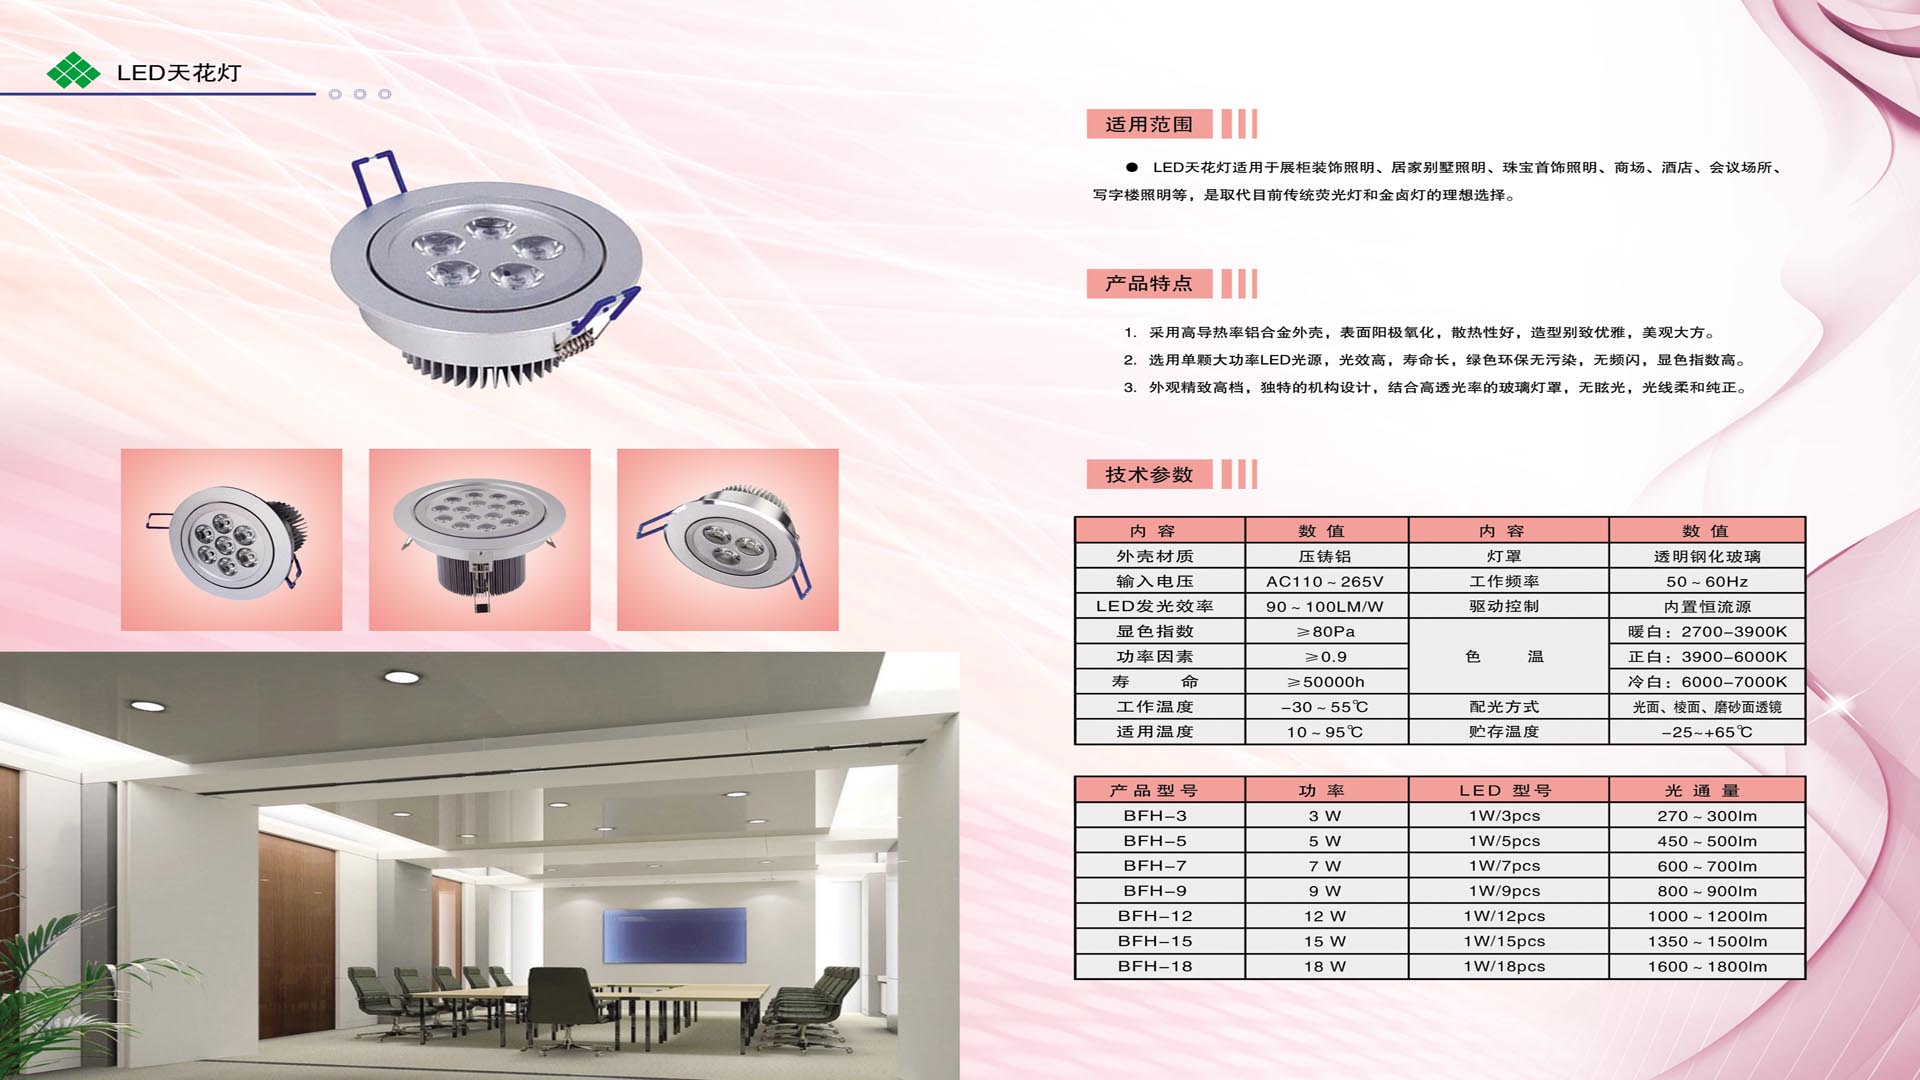 LED天花灯
适用范围
● LED天花灯适用于展柜装饰照明、居家别墅照明、珠宝首饰照明、商场、酒店、会议场所、
写字楼照明等，是取代目前传统荧光灯和金卤灯的理想选择。
产品特点
1. 采用高导热率铝合金外壳，表面阳极氧化，散热性好，造型别致优雅，美观大方。
2. 选用单颗大功率LED光源，光效高，寿命长，绿色环保无污染，无频闪，显色指数高。
3. 外观精致高档，独特的机构设计，结合高透光率的玻璃灯罩，无眩光，光线柔和纯正。
技术参数
内容 数值 内容 数值
外壳材质 压铸铝 灯罩 透明钢化玻璃
输入电压 AC110~265V 工作频率 50~60Hz
LED发光效率 90~100LM/W 驱动控制 内置恒流源
显色指数 ≥80Pa 暖白：2700-3900K
功率因素 ≥0.9 色温 正白：3900-6000K
寿命 ≥50000h 冷白：6000-7000K
工作温度 -30~55℃ 配光方式 光面、棱面、磨砂面透镜
适用温度 10~95℃ 贮存温度 -25~+65℃
产品型号 功率 LED 型号 光通量
BFH-3 3 W 1W/3pcs 270~300lm
BFH-5 5 W 1W/5pcs 450~500lm
BFH-7 7 W 1W/7pcs 600~700lm
BFH-9 9 W 1W/9pcs 800~900lm
BFH-12 12 W 1W/12pcs 1000~1200lm
BFH-15 15 W 1W/15pcs 1350~1500lm
BFH-18 18 W 1W/18pcs 1600~1800lm